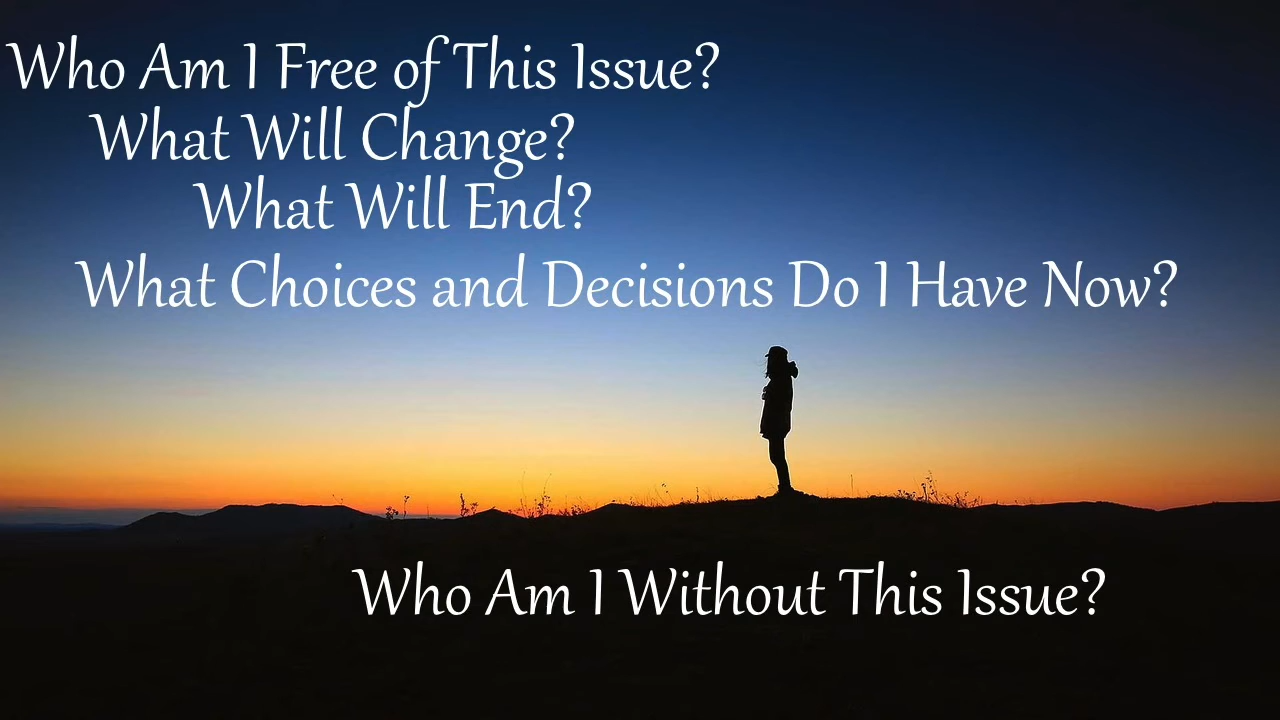 Who Am I Free of This Issue?
What Will Change?
What Will End?
What Choices and Decisions Do I Have Now?
Who Am I Without This Issue?